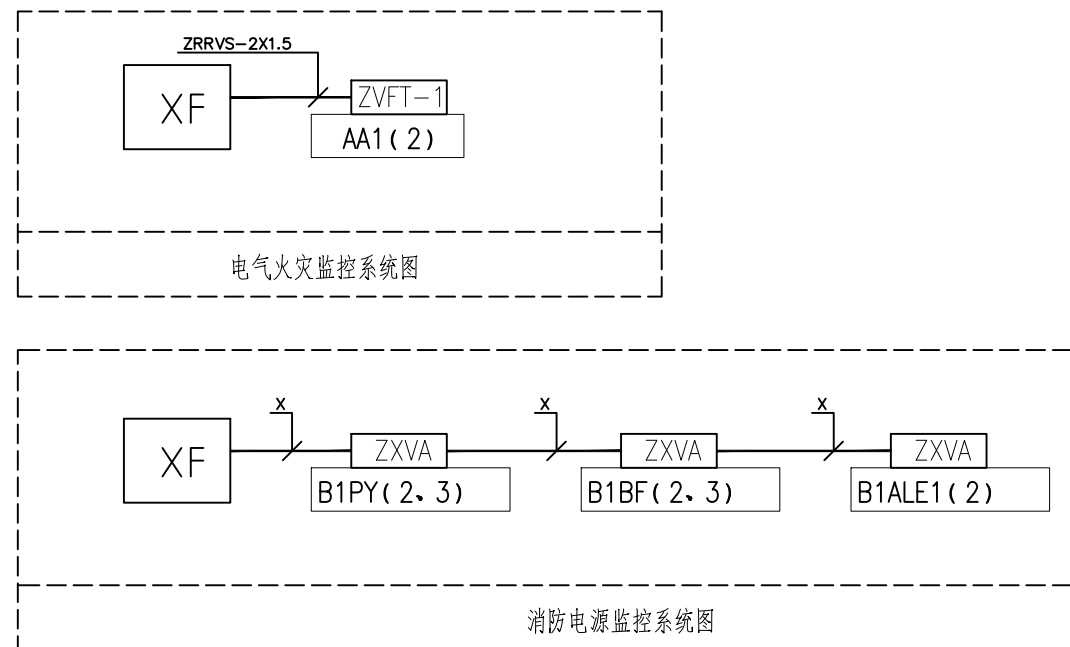 ZRRVS-2X1.5
XF
ZVFT-1
AA1(2)
电气火灾监控系统图
X
X
X
XF
ZXVA
ZXVA
ZXVA
B1PY(2、3)
B1BF(2、3)
B1ALE1(2)
消防电源监控系统图